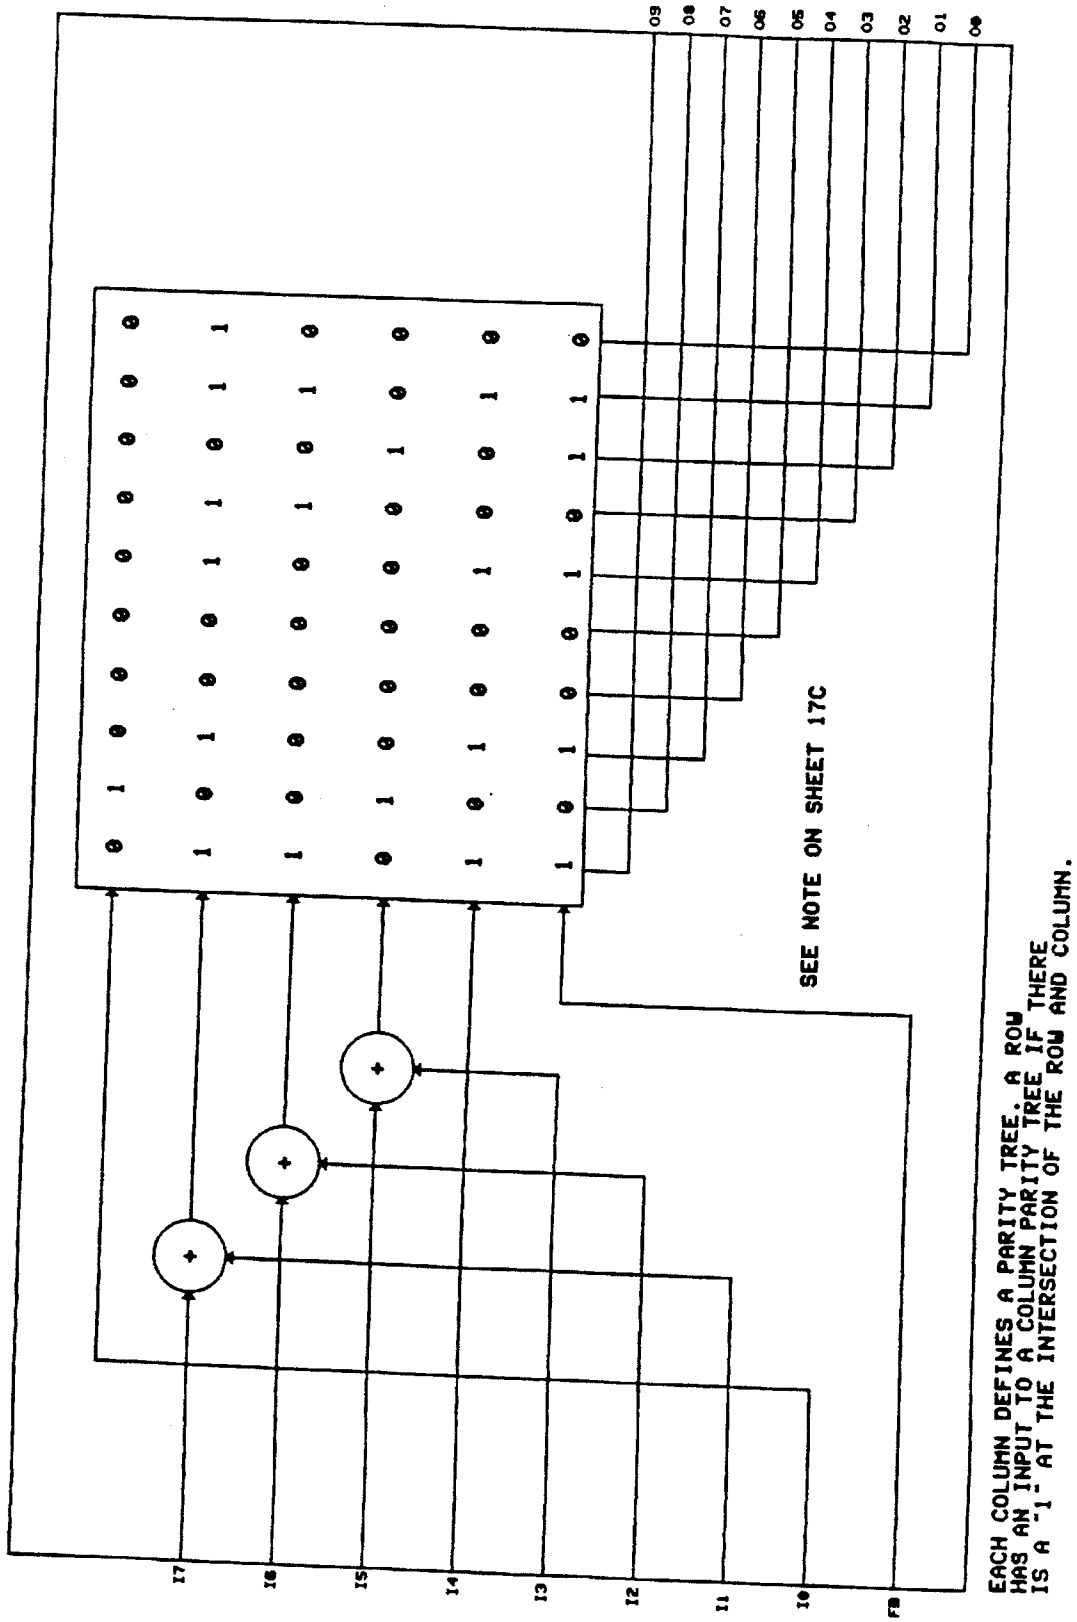 I7
I6
I5
I4
I3
I2
I1
I0
FB
+
+
+
0 1 0 0 0 0 0 0 0 0
1 0 1 0 0 1 1 0 1 1
1 0 0 0 0 0 1 0 1 0
0 1 0 0 0 0 0 1 0 0
1 0 1 0 0 1 0 0 1 0
1 0 1 0 0 1 0 1 1 0
O9
O8
O7
O6
O5
O4
O3
O2
O1
O0
SEE NOTE ON SHEET 17C
EACH COLUMN DEFINES A PARITY TREE. A ROW
HAS AN INPUT TO A COLUMN PARITY TREE IF THERE
IS A "1" AT THE INTERSECTION OF THE ROW AND COLUMN.